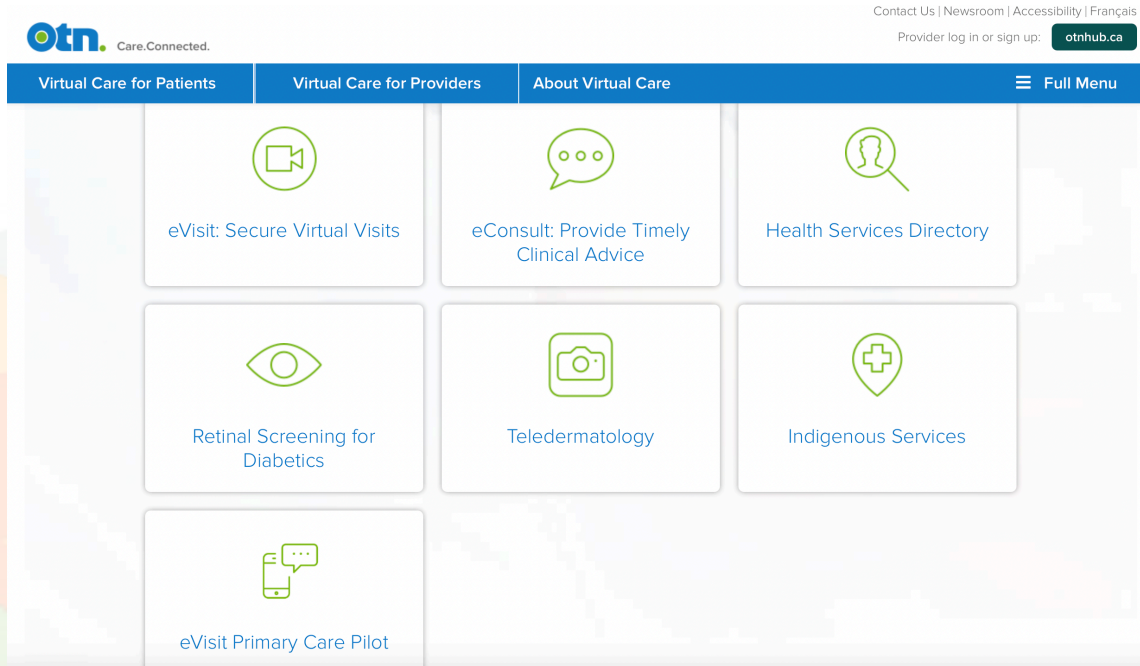 Contact Us | Newsroom | Accessibility | Français
otn. Care.Connected.
Provider log in or sign up: otnhub.ca
Virtual Care for Patients
Virtual Care for Providers
About Virtual Care
Full Menu
eVisit: Secure Virtual Visits
eConsult: Provide Timely
Clinical Advice
Health Services Directory
Retinal Screening for
Diabetics
Teledermatology
Indigenous Services
eVisit Primary Care Pilot